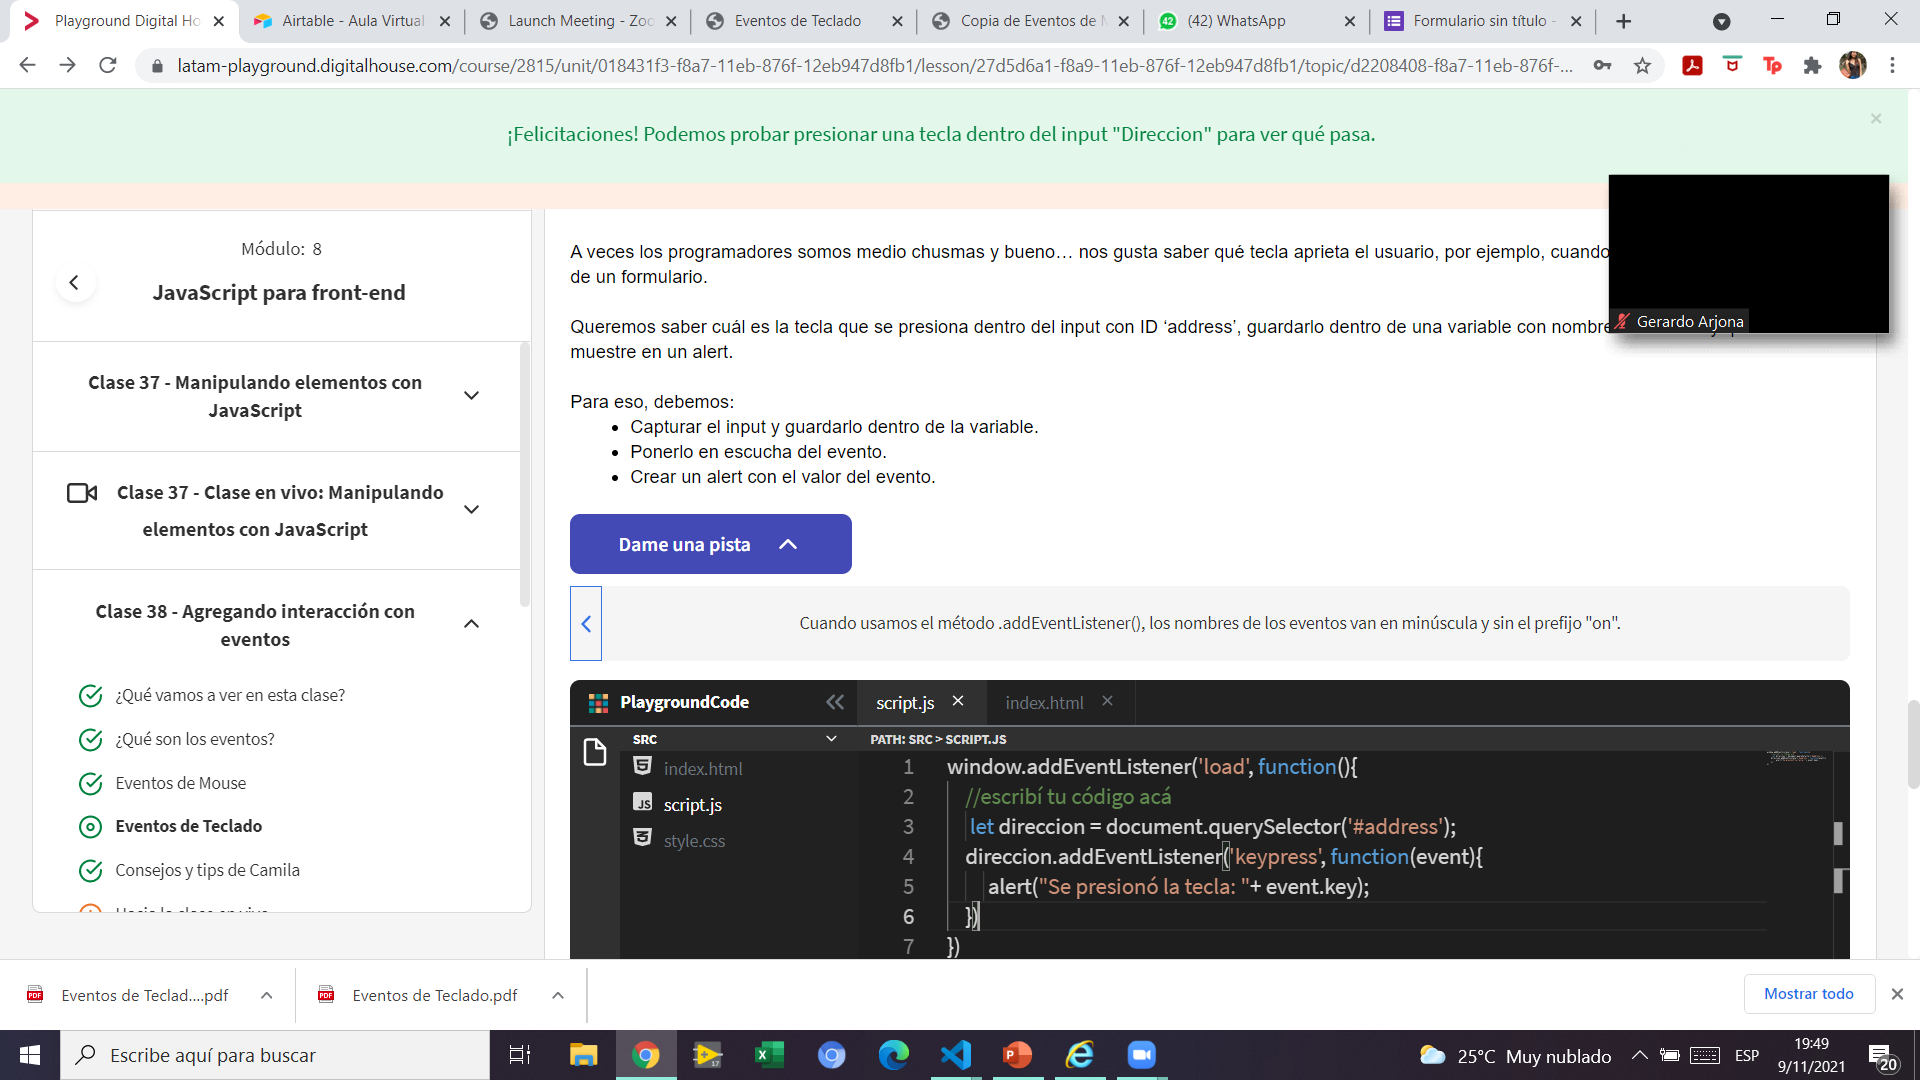 Playground Digital Ho
Airtable - Aula Virtual
Launch Meeting - Zoo
Eventos de Teclado
Copia de Eventos de M
42
(42) WhatsApp
Formulario sin título -
latam-playground.digitalhouse.com/course/2815/unit/018431f3-f8a7-11eb-876f-12eb947d8fb1/lesson/27d5d6a1-f8a9-11eb-876f-12eb947d8fb1/topic/d2208408-f8a7-11eb-876f-...
¡Felicitaciones! Podemos probar presionar una tecla dentro del input "Direccion" para ver qué pasa.
Módulo: 8
JavaScript para front-end
Clase 37 - Manipulando elementos con
JavaScript
Clase 37 - Clase en vivo: Manipulando
elementos con JavaScript
Clase 38 - Agregando interacción con
eventos
¿Qué vamos a ver en esta clase?
¿Qué son los eventos?
Eventos de Mouse
Eventos de Teclado
Consejos y tips de Camila
A veces los programadores somos medio chusmas y bueno… nos gusta saber qué tecla aprieta el usuario, por ejemplo, cuando
de un formulario.
Queremos saber cuál es la tecla que se presiona dentro del input con ID ‘address’, guardarlo dentro de una variable con nombre
muestre en un alert.
Gerardo Arjona
Para eso, debemos:
• Capturar el input y guardarlo dentro de la variable.
• Ponerlo en escucha del evento.
• Crear un alert con el valor del evento.
Dame una pista
Cuando usamos el método .addEventListener(), los nombres de los eventos van en minúscula y sin el prefijo "on".
PlaygroundCode
script.js
index.html
SRC
PATH: SRC > SCRIPT.JS
index.html
JS script.js
style.css
1 window.addEventListener('load', function(){
2 //escribí tu código acá
3 let direccion = document.querySelector('#address');
4 direccion.addEventListener('keypress', function(event){
5 alert("Se presionó la tecla: "+ event.key);
6 })
7 })
PDF Eventos de Teclad....pdf
PDF Eventos de Teclado.pdf
Mostrar todo
Escribe aquí para buscar
25°C Muy nublado
ESP
19:49
9/11/2021
20